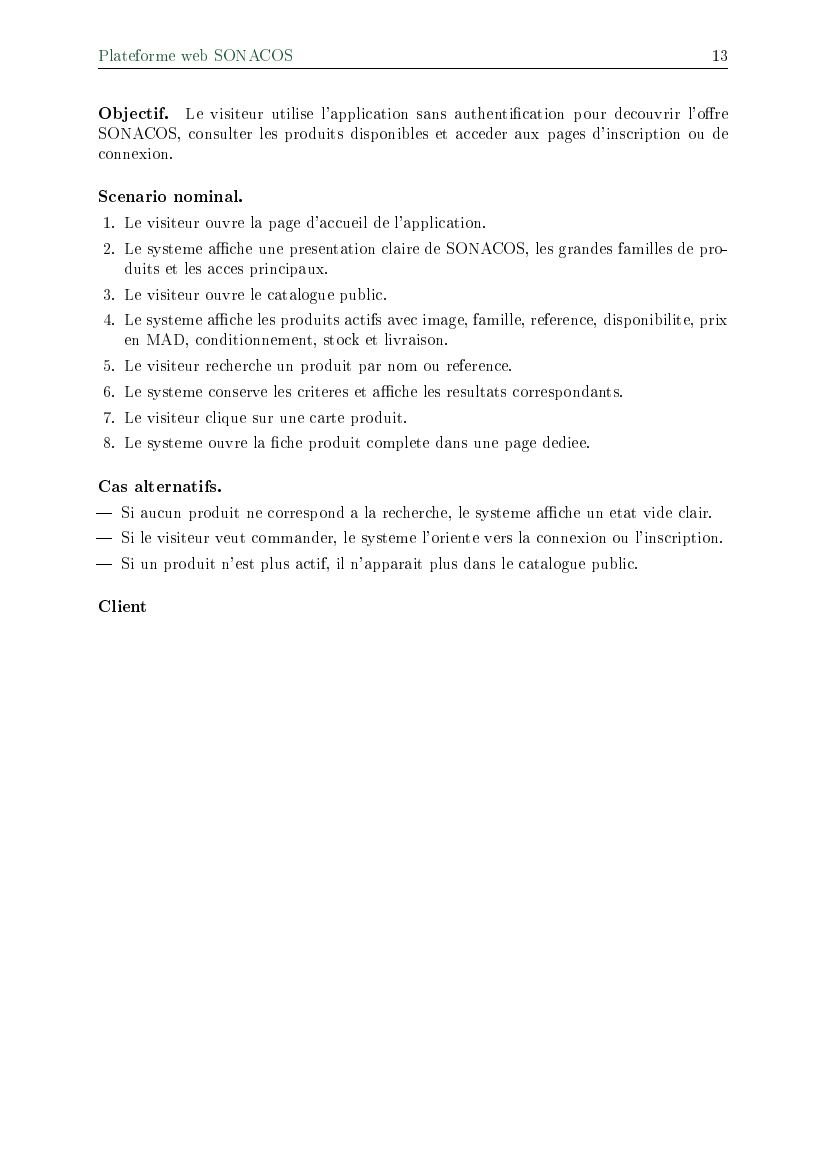 Plateforme web SONACOS 13
Objectif. Le visiteur utilise l'application sans authentification pour decouvrir l'offre
SONACOS, consulter les produits disponibles et acceder aux pages d'inscription ou de
connexion.
Scenario nominal.
1. Le visiteur ouvre la page d'accueil de l'application.
2. Le systeme affiche une presentation claire de SONACOS, les grandes familles de pro-
duits et les acces principaux.
3. Le visiteur ouvre le catalogue public.
4. Le systeme affiche les produits actifs avec image, famille, reference, disponibilite, prix
en MAD, conditionnement, stock et livraison.
5. Le visiteur recherche un produit par nom ou reference.
6. Le systeme conserve les criteres et affiche les resultats correspondants.
7. Le visiteur clique sur une carte produit.
8. Le systeme ouvre la fiche produit complete dans une page dediee.
Cas alternatifs.
— Si aucun produit ne correspond a la recherche, le systeme affiche un etat vide clair.
— Si le visiteur veut commander, le systeme l'oriente vers la connexion ou l'inscription.
— Si un produit n'est plus actif, il n'apparait plus dans le catalogue public.
Client